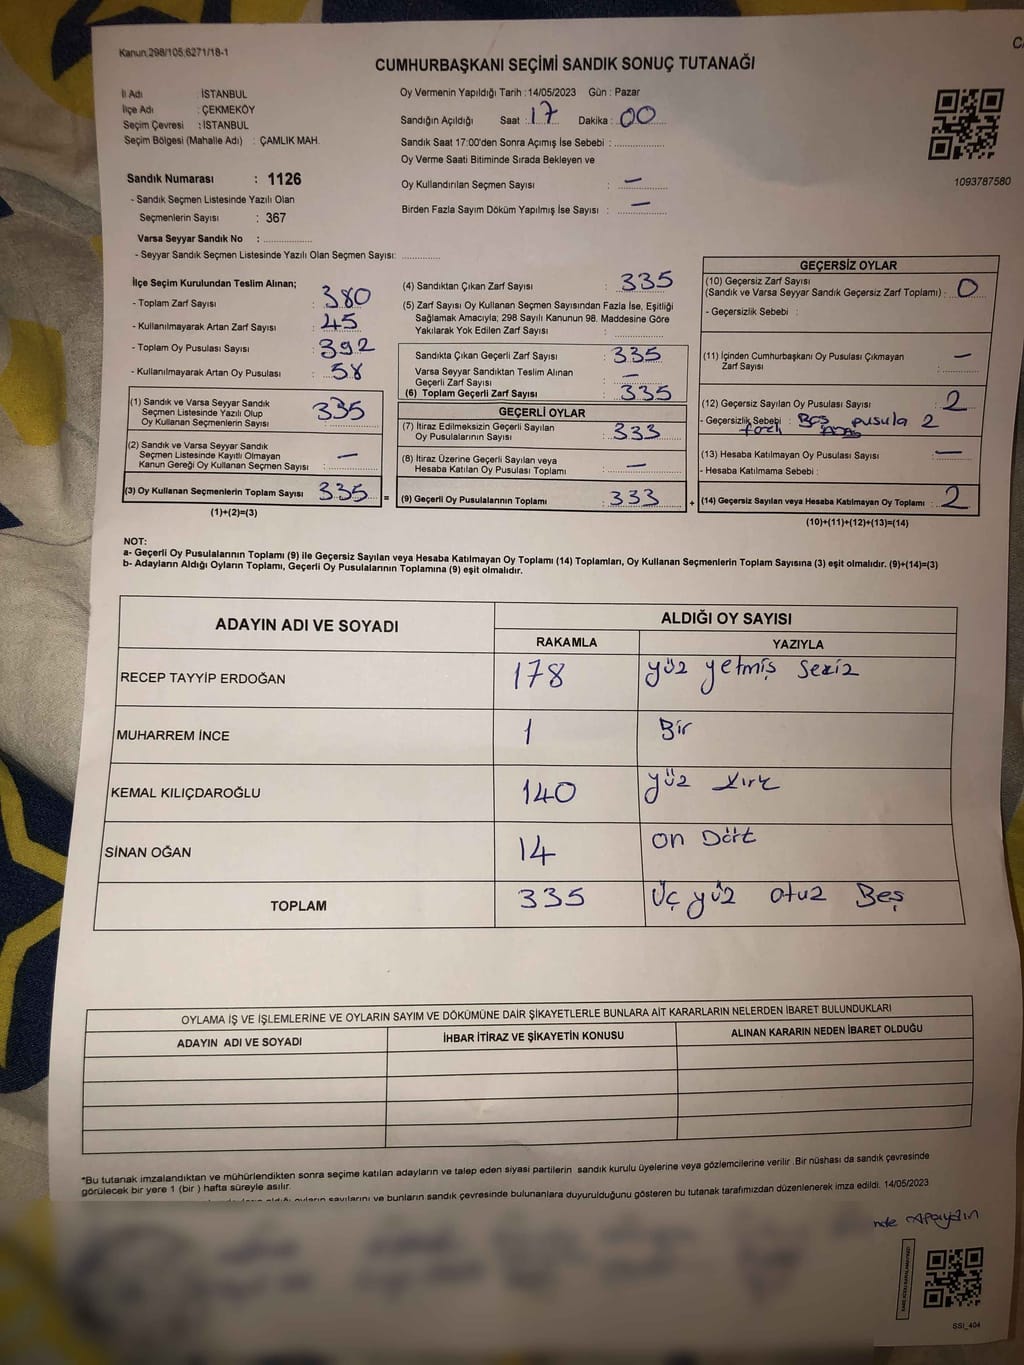 Kanun:298/105;6271/18-1
CUMHURBAŞKANI SEÇİMİ SANDIK SONUÇ TUTANAĞI
İl Adı İSTANBUL
İlçe Adı : ÇEKMEKÖY
Seçim Çevresi : İSTANBUL
Seçim Bölgesi (Mahalle Adı) : ÇAMLIK MAH.
Sandık Numarası : 1126
- Sandık Seçmen Listesinde Yazılı Olan
Seçmenlerin Sayısı : 367
Varsa Seyyar Sandık No :
- Seyyar Sandık Seçmen Listesinde Yazılı Olan Seçmen Sayısı:
Oy Vermenin Yapıldığı Tarih : 14/05/2023 Gün : Pazar
Sandığın Açıldığı Saat : 17 Dakika : 00
Sandık Saat 17:00'den Sonra Açımış İse Sebebi :
Oy Verme Saati Bitiminde Sırada Bekleyen ve
Oy Kullandırılan Seçmen Sayısı : —
Birden Fazla Sayım Döküm Yapılmış İse Sayısı : —
1093787580
İlçe Seçim Kurulundan Teslim Alınan;
- Toplam Zarf Sayısı : 380
- Kullanılmayarak Artan Zarf Sayısı : 45
- Toplam Oy Pusulası Sayısı : 392
- Kullanılmayarak Artan Oy Pusulası : 58
(1) Sandık ve Varsa Seyyar Sandık
Seçmen Listesinde Yazılı Olup
Oy Kullanan Seçmenlerin Sayısı : 335
(2) Sandık ve Varsa Seyyar Sandık
Seçmen Listesinde Kayıtlı Olmayan
Kanun Gereği Oy Kullanan Seçmen Sayısı : —
(3) Oy Kullanan Seçmenlerin Toplam Sayısı 335 =
(1)+(2)=(3)
(4) Sandıktan Çıkan Zarf Sayısı : 335
(5) Zarf Sayısı Oy Kullanan Seçmen Sayısından Fazla İse, Eşitliği
Sağlamak Amacıyla; 298 Sayılı Kanunun 98. Maddesine Göre
Yakılarak Yok Edilen Zarf Sayısı :
Sandıkta Çıkan Geçerli Zarf Sayısı : 335
Varsa Seyyar Sandıktan Teslim Alınan
Geçerli Zarf Sayısı : —
(6) Toplam Geçerli Zarf Sayısı : 335
GEÇERLİ OYLAR
(7) İtiraz Edilmeksizin Geçerli Sayılan
Oy Pusulalarının Sayısı : 333
(8) İtiraz Üzerine Geçerli Sayılan veya
Hesaba Katılan Oy Pusulası Toplamı : —
(9) Geçerli Oy Pusulalarının Toplamı : 333 +
GEÇERSİZ OYLAR
(10) Geçersiz Zarf Sayısı
(Sandık ve Varsa Seyyar Sandık Geçersiz Zarf Toplamı) : 0
- Geçersizlik Sebebi :
(11) İçinden Cumhurbaşkanı Oy Pusulası Çıkmayan
Zarf Sayısı : —
(12) Geçersiz Sayılan Oy Pusulası Sayısı : 2
- Geçersizlik Sebebi : Boş pusula 2
(13) Hesaba Katılmayan Oy Pusulası Sayısı : —
- Hesaba Katılmama Sebebi :
(14) Geçersiz Sayılan veya Hesaba Katılmayan Oy Toplamı : 2
(10)+(11)+(12)+(13)=(14)
NOT:
a- Geçerli Oy Pusulalarının Toplamı (9) ile Geçersiz Sayılan veya Hesaba Katılmayan Oy Toplamı (14) Toplamları, Oy Kullanan Seçmenlerin Toplam Sayısına (3) eşit olmalıdır. (9)+(14)=(3)
b- Adayların Aldığı Oyların Toplamı, Geçerli Oy Pusulalarının Toplamına (9) eşit olmalıdır.
ADAYIN ADI VE SOYADI ALDIĞI OY SAYISI
RAKAMLA YAZIYLA
RECEP TAYYİP ERDOĞAN 178 yüz yetmiş sekiz
MUHARREM İNCE 1 Bir
KEMAL KILIÇDAROĞLU 140 yüz kırk
SİNAN OĞAN 14 on Dört
TOPLAM 335 üç yüz otuz Beş
OYLAMA İŞ VE İŞLEMLERİNE VE OYLARIN SAYIM VE DÖKÜMÜNE DAİR ŞİKAYETLERLE BUNLARA AİT KARARLARIN NELERDEN İBARET BULUNDUKLARI
ADAYIN ADI VE SOYADI İHBAR İTİRAZ VE ŞİKAYETİN KONUSU ALINAN KARARIN NEDEN İBARET OLDUĞU
*Bu tutanak imzalandıktan ve mühürlendikten sonra seçime katılan adayların ve talep eden siyasi partilerin sandık kurulu üyelerine veya gözlemcilerine verilir. Bir nüshası da sandık çevresinde
görülecek bir yere 1 (bir ) hafta süreyle asılır.
ve bunların sandık çevresinde bulunanlara duyurulduğunu gösteren bu tutanak tarafımızdan düzenlenerek imza edildi. 14/05/2023
SSI_404